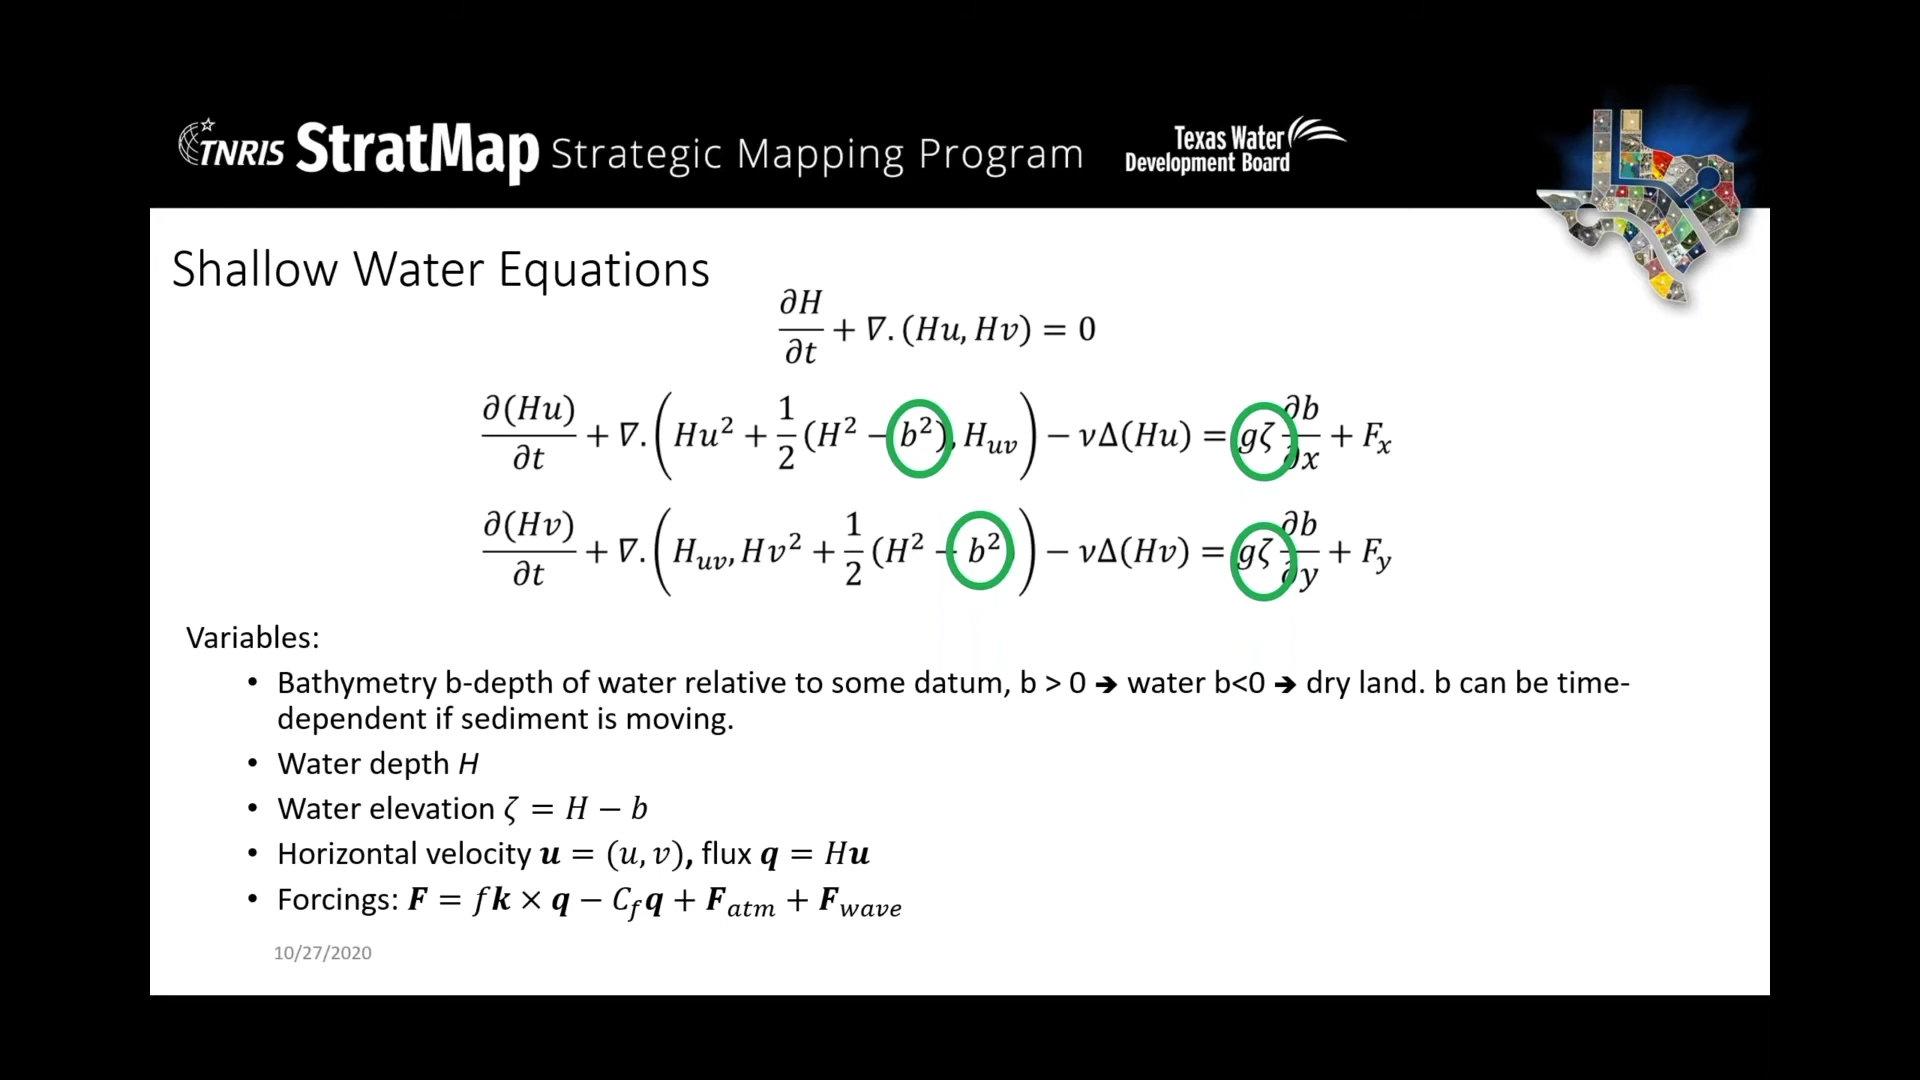 TNRIS StratMap Strategic Mapping Program Texas Water Development Board
Shallow Water Equations
∂H/∂t + ∇.(Hu, Hv) = 0
∂(Hu)/∂t + ∇.(Hu² + 1/2 (H² − b²), H_uv) − νΔ(Hu) = gζ ∂b/∂x + F_x
∂(Hv)/∂t + ∇.(H_uv, Hv² + 1/2 (H² − b²)) − νΔ(Hv) = gζ ∂b/∂y + F_y
Variables:
• Bathymetry b-depth of water relative to some datum, b > 0 → water b<0 → dry land. b can be time-
dependent if sediment is moving.
• Water depth H
• Water elevation ζ = H − b
• Horizontal velocity u = (u, v), flux q = Hu
• Forcings: F = fk × q − C_f q + F_atm + F_wave
10/27/2020